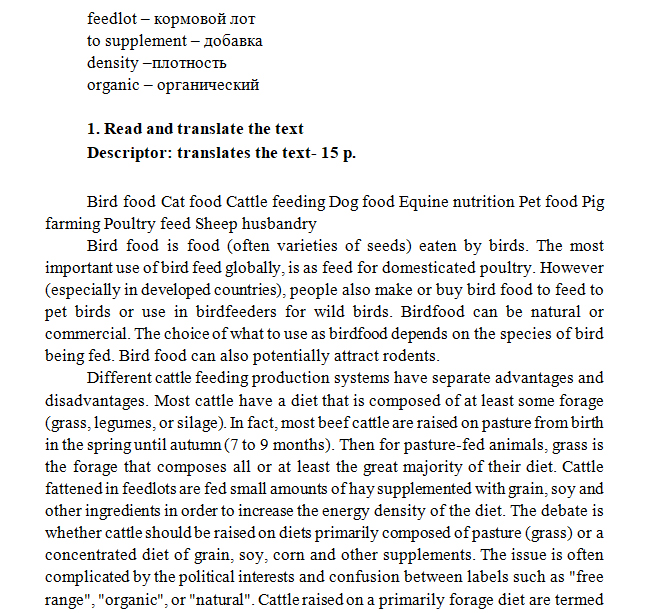 feedlot – кормовой лот
to supplement – добавка
density –плотность
organic – органический
1. Read and translate the text
Descriptor: translates the text- 15 p.
Bird food Cat food Cattle feeding Dog food Equine nutrition Pet food Pig
farming Poultry feed Sheep husbandry
Bird food is food (often varieties of seeds) eaten by birds. The most
important use of bird feed globally, is as feed for domesticated poultry. However
(especially in developed countries), people also make or buy bird food to feed to
pet birds or use in birdfeeders for wild birds. Birdfood can be natural or
commercial. The choice of what to use as birdfood depends on the species of bird
being fed. Bird food can also potentially attract rodents.
Different cattle feeding production systems have separate advantages and
disadvantages. Most cattle have a diet that is composed of at least some forage
(grass, legumes, or silage). In fact, most beef cattle are raised on pasture from birth
in the spring until autumn (7 to 9 months). Then for pasture-fed animals, grass is
the forage that composes all or at least the great majority of their diet. Cattle
fattened in feedlots are fed small amounts of hay supplemented with grain, soy and
other ingredients in order to increase the energy density of the diet. The debate is
whether cattle should be raised on diets primarily composed of pasture (grass) or a
concentrated diet of grain, soy, corn and other supplements. The issue is often
complicated by the political interests and confusion between labels such as "free
range", "organic", or "natural". Cattle raised on a primarily forage diet are termed